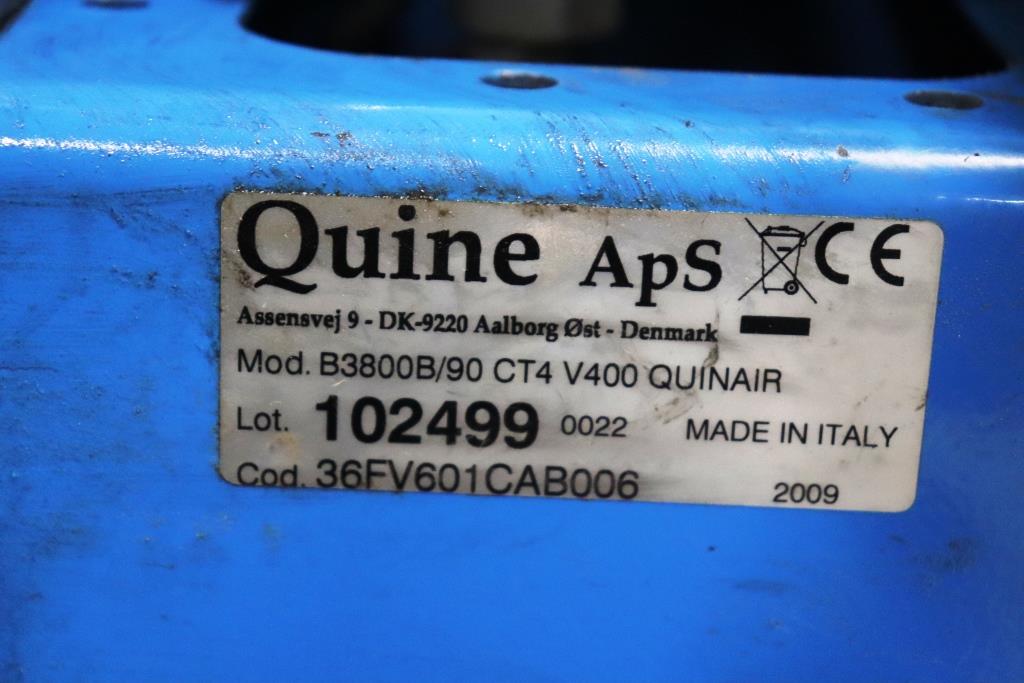 Quine ApS CE
Assensvej 9 - DK-9220 Aalborg Øst - Denmark
Mod. B3800B/90 CT4 V400 QUINAIR
Lot. 102499 0022 MADE IN ITALY
Cod. 36FV601CAB006 2009